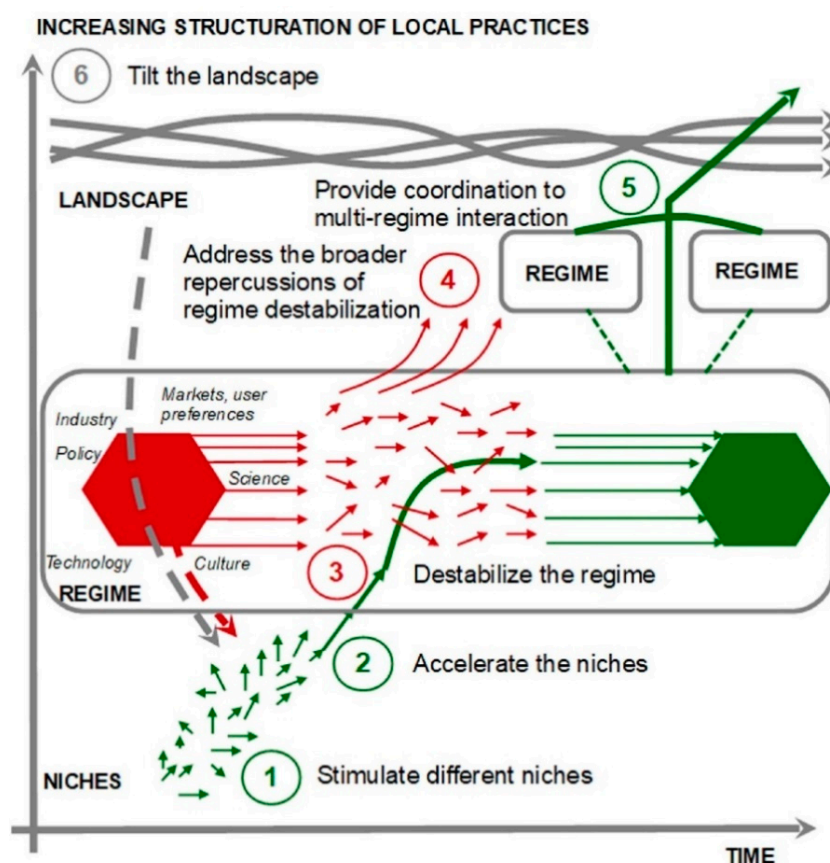 INCREASING STRUCTURATION OF LOCAL PRACTICES
6 Tilt the landscape
LANDSCAPE
Provide coordination to
multi-regime interaction
5
Address the broader
repercussions of
regime destabilization
4
REGIME
REGIME
Markets, user
preferences
Industry
Policy
Science
Technology
Culture
REGIME
3
Destabilize the regime
2 Accelerate the niches
NICHES
1 Stimulate different niches
TIME